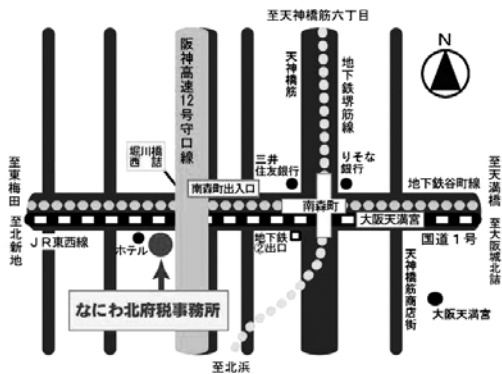 至天神橋筋六丁目
阪神高速12号守口線
天神橋筋
地下鉄堺筋線
N
堀川橋
西詰
三井
住友銀行
りそな
銀行
至東梅田
南森町出入口
地下鉄谷町線
至天満橋
南森町
大阪天満宮
至北新地
JR東西線
ホテル
地下鉄
②出口
国道1号
至大阪城北詰
なにわ北府税事務所
天神橋筋商店街
大阪天満宮
至北浜